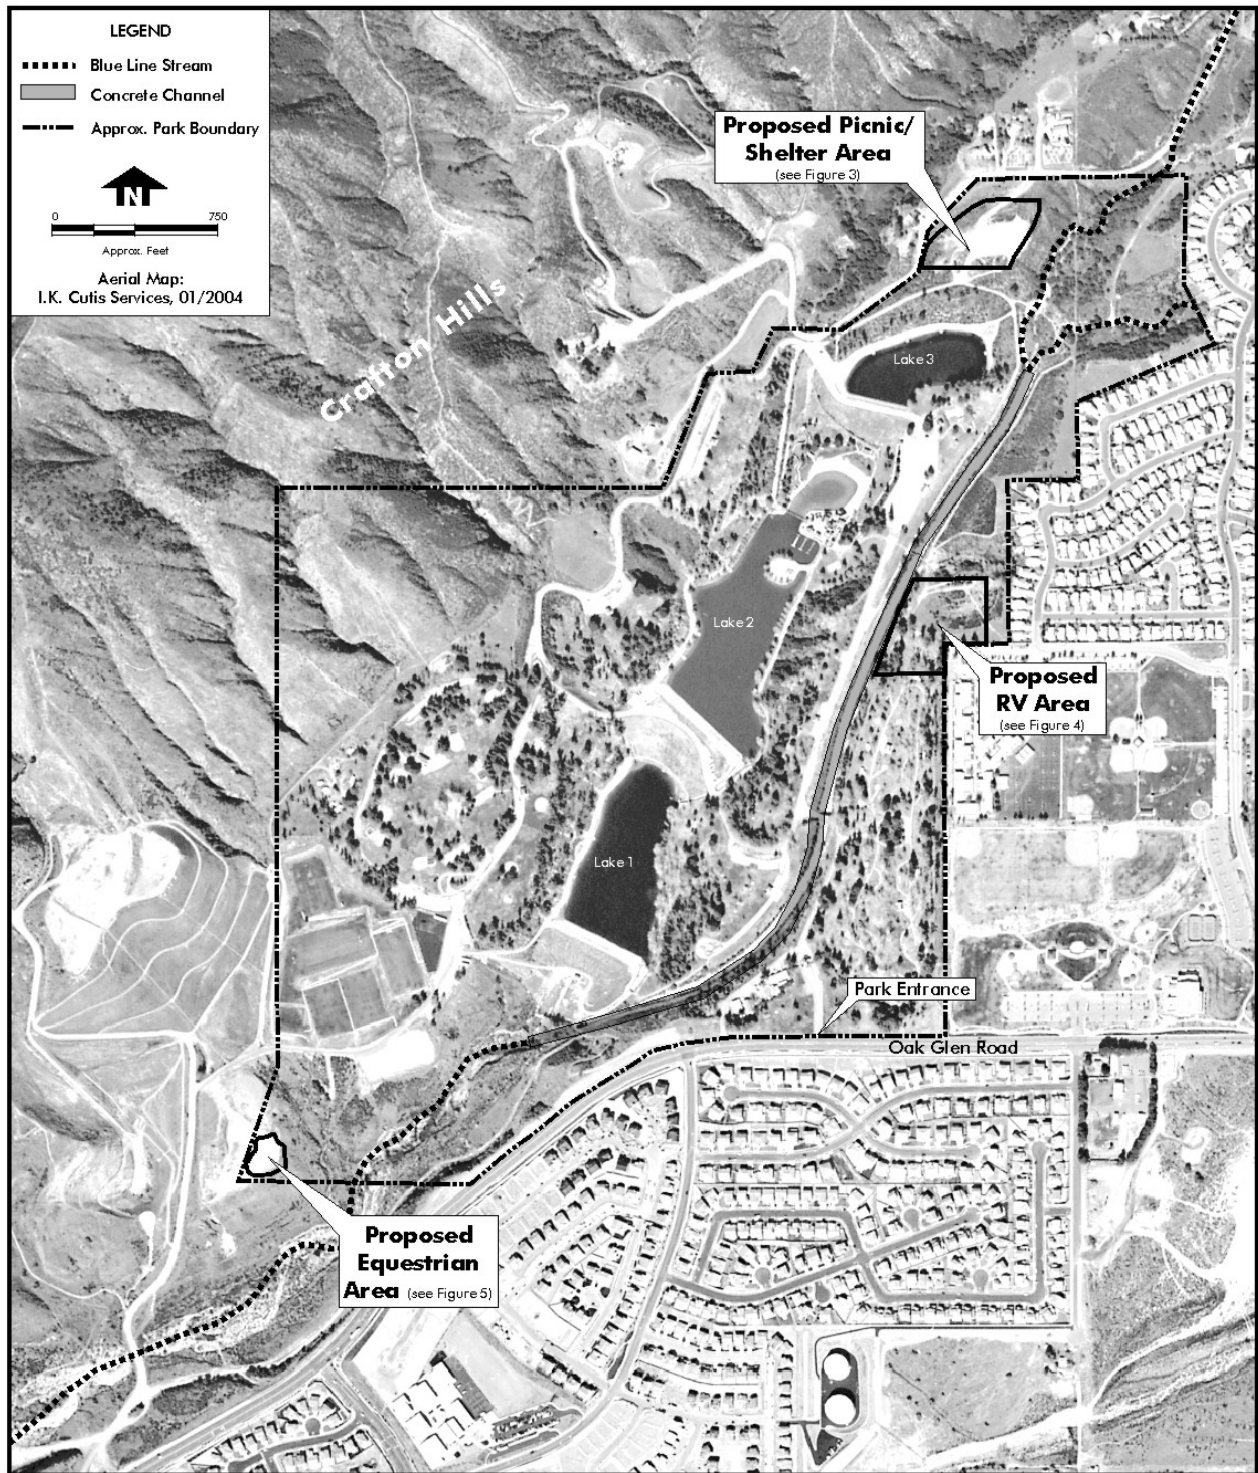 LEGEND
Blue Line Stream
Concrete Channel
Approx. Park Boundary
N
0 750
Approx. Feet
Aerial Map:
I.K. Cutis Services, 01/2004
Proposed Picnic/
Shelter Area
(see Figure 3)
Crafton Hills
Lake 3
Lake 2
Proposed
RV Area
(see Figure 4)
Lake 1
Park Entrance
Oak Glen Road
Proposed
Equestrian
Area (see Figure 5)